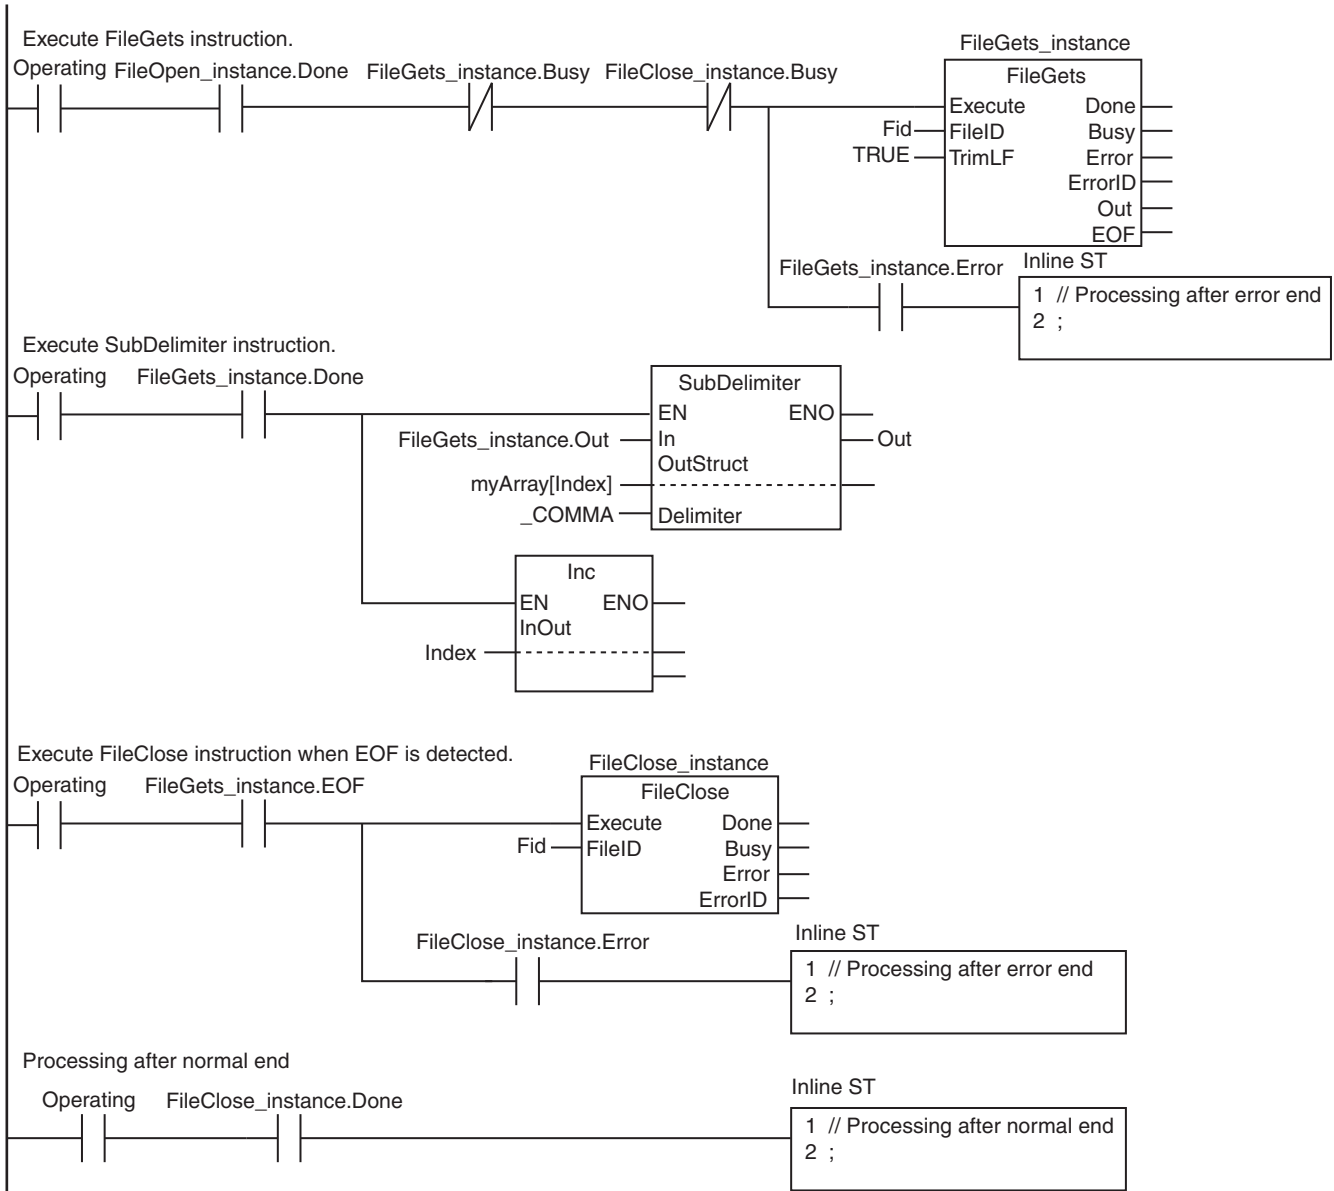 Execute FileGets instruction.
Operating FileOpen_instance.Done FileGets_instance.Busy FileClose_instance.Busy
FileGets_instance
FileGets
Execute Done
Fid FileID Busy
TRUE TrimLF Error
ErrorID
Out
EOF
FileGets_instance.Error
Inline ST
1 // Processing after error end
2 ;
Execute SubDelimiter instruction.
Operating FileGets_instance.Done
SubDelimiter
EN ENO
FileGets_instance.Out In Out
OutStruct
myArray[Index]
_COMMA Delimiter
Inc
EN ENO
InOut
Index
Execute FileClose instruction when EOF is detected.
Operating FileGets_instance.EOF
FileClose_instance
FileClose
Execute Done
Fid FileID Busy
Error
ErrorID
FileClose_instance.Error
Inline ST
1 // Processing after error end
2 ;
Processing after normal end
Operating FileClose_instance.Done
Inline ST
1 // Processing after normal end
2 ;